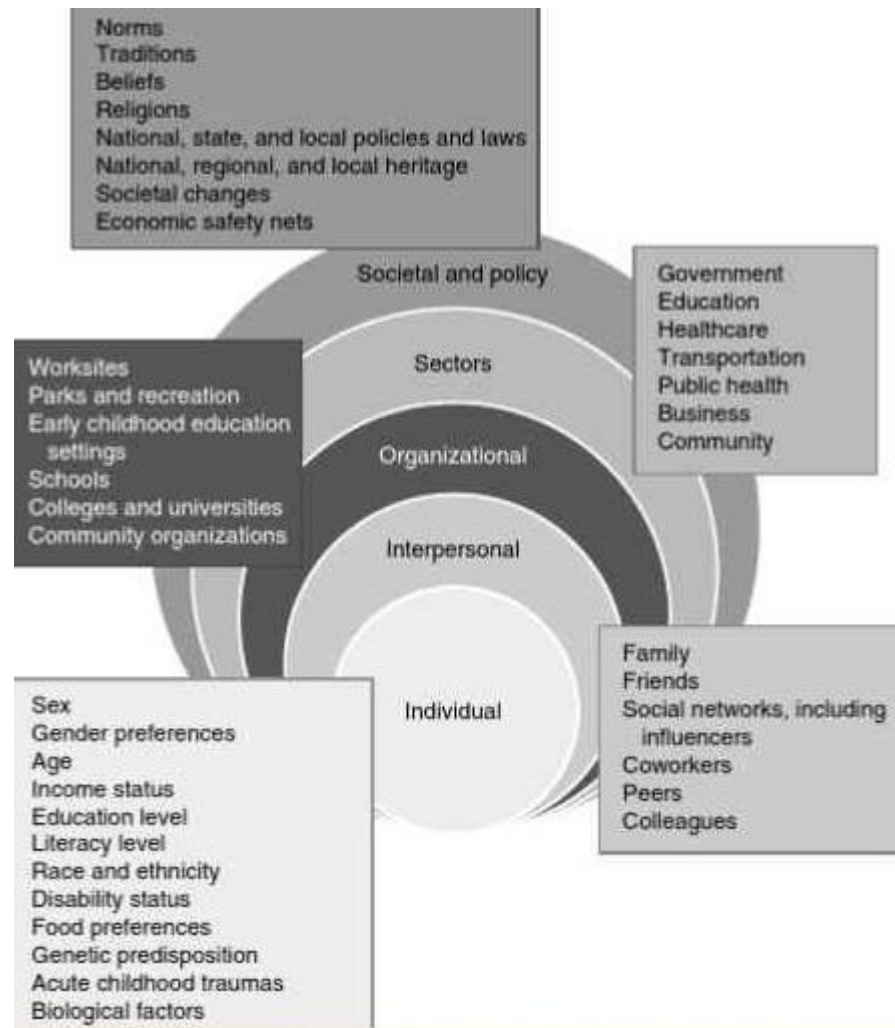 Norms
Traditions
Beliefs
Religions
National, state, and local policies and laws
National, regional, and local heritage
Societal changes
Economic safety nets
Societal and policy
Government
Education
Healthcare
Transportation
Public health
Business
Community
Sectors
Worksites
Parks and recreation
Early childhood education
settings
Schools
Colleges and universities
Community organizations
Organizational
Interpersonal
Family
Friends
Social networks, including
influencers
Coworkers
Peers
Colleagues
Individual
Sex
Gender preferences
Age
Income status
Education level
Literacy level
Race and ethnicity
Disability status
Food preferences
Genetic predisposition
Acute childhood traumas
Biological factors